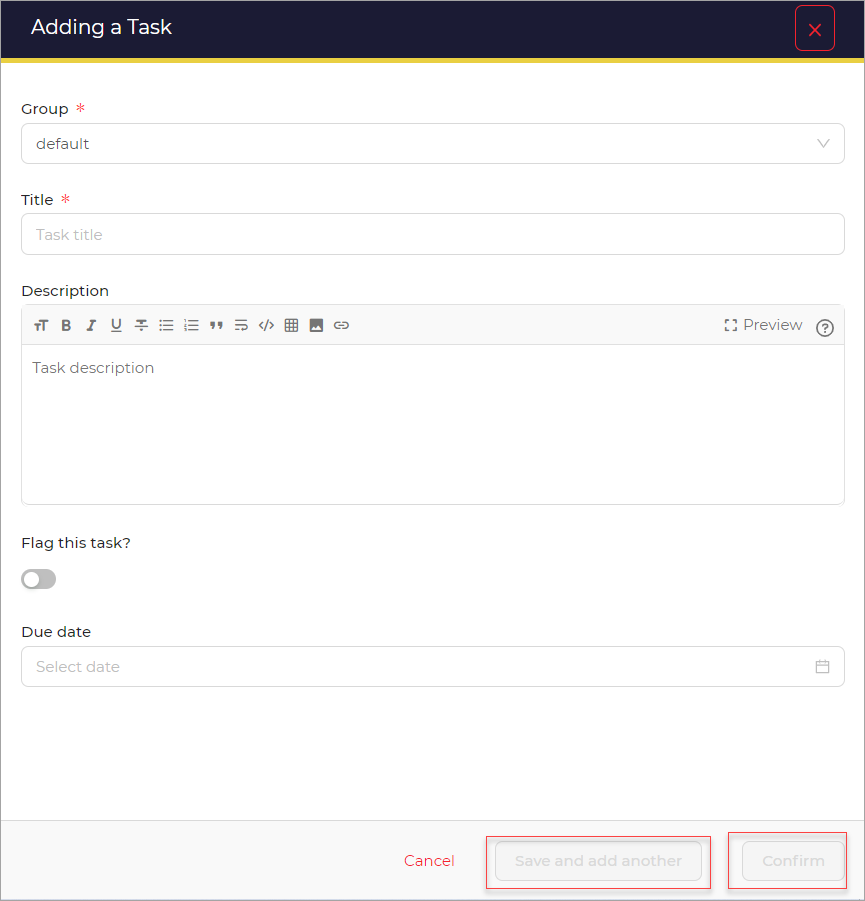 Adding a Task
Group *
default
Title *
Task title
Description
Preview
Task description
Flag this task?
Due date
Select date
Cancel
Save and add another
Confirm